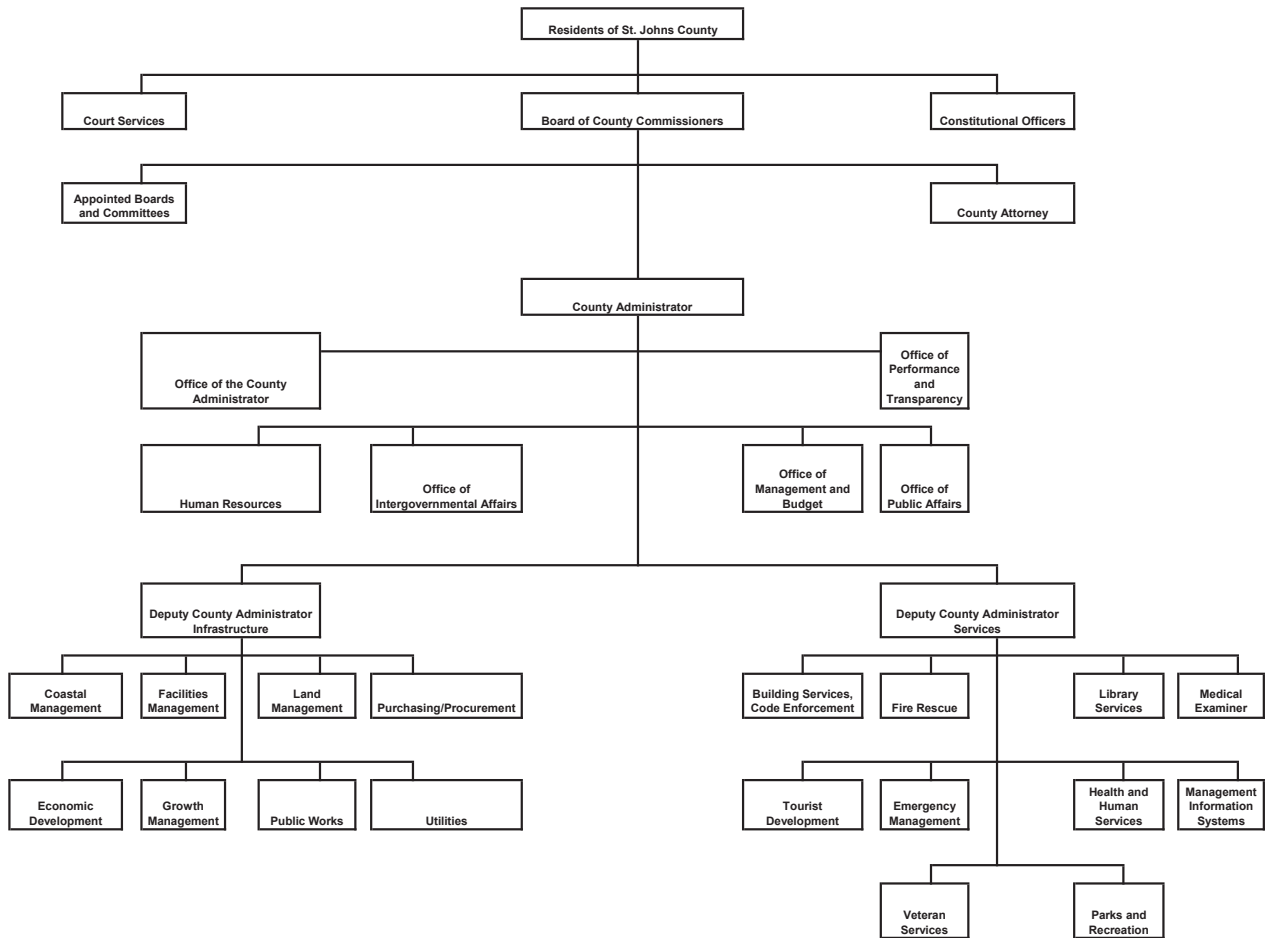 Residents of St. Johns County
Court Services
Board of County Commissioners
Constitutional Officers
Appointed Boards
and Committees
County Attorney
County Administrator
Office of the County
Administrator
Office of
Performance
and
Transparency
Human Resources
Office of
Intergovernmental Affairs
Office of
Management and
Budget
Office of
Public Affairs
Deputy County Administrator
Infrastructure
Deputy County Administrator
Services
Coastal
Management
Facilities
Management
Land
Management
Purchasing/Procurement
Building Services,
Code Enforcement
Fire Rescue
Library
Services
Medical
Examiner
Economic
Development
Growth
Management
Public Works
Utilities
Tourist
Development
Emergency
Management
Health and
Human
Services
Management
Information
Systems
Veteran
Services
Parks and
Recreation